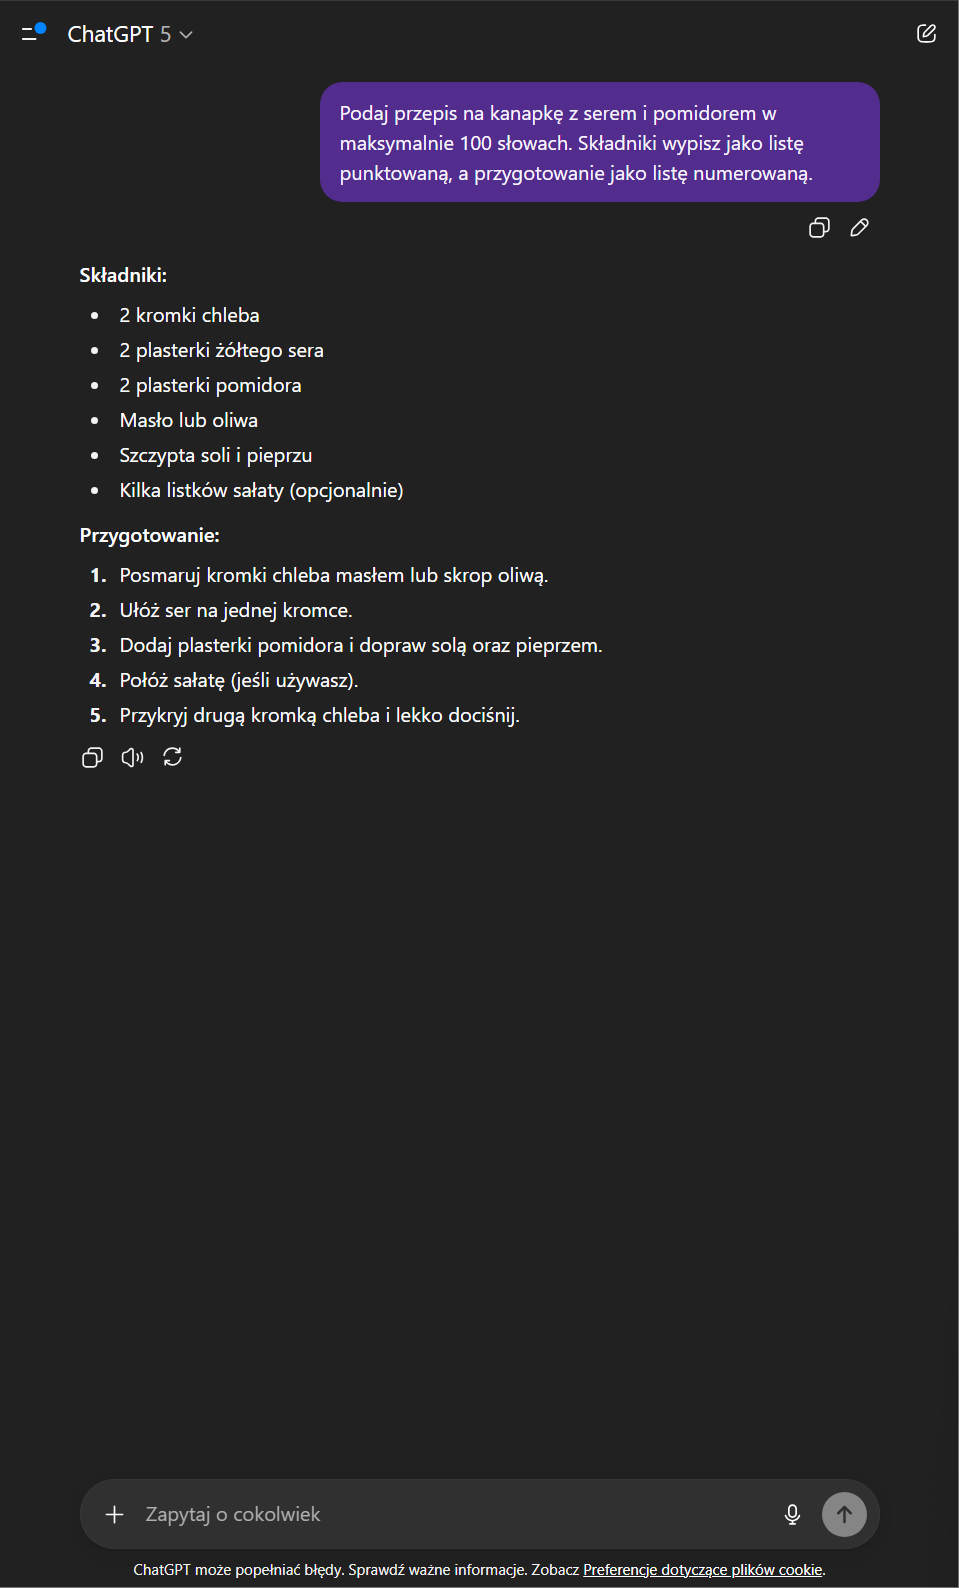 ChatGPT 5
Podaj przepis na kanapkę z serem i pomidorem w
maksymalnie 100 słowach. Składniki wypisz jako listę
punktowaną, a przygotowanie jako listę numerowaną.
Składniki:
• 2 kromki chleba
• 2 plasterki żółtego sera
• 2 plasterki pomidora
• Masło lub oliwa
• Szczypta soli i pieprzu
• Kilka listków sałaty (opcjonalnie)
Przygotowanie:
1. Posmaruj kromki chleba masłem lub skrop oliwą.
2. Ułóż ser na jednej kromce.
3. Dodaj plasterki pomidora i dopraw solą oraz pieprzem.
4. Połóż sałatę (jeśli używasz).
5. Przykryj drugą kromką chleba i lekko dociśnij.
Zapytaj o cokolwiek
ChatGPT może popełniać błędy. Sprawdź ważne informacje. Zobacz Preferencje dotyczące plików cookie.